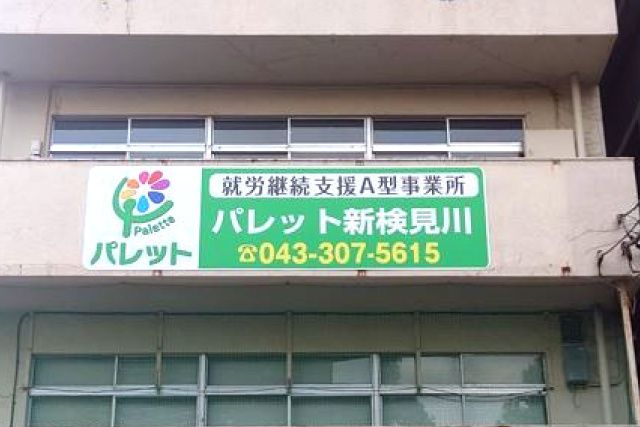 Palette
パレット
就労継続支援A型事業所
パレット新検見川
☎043-307-5615